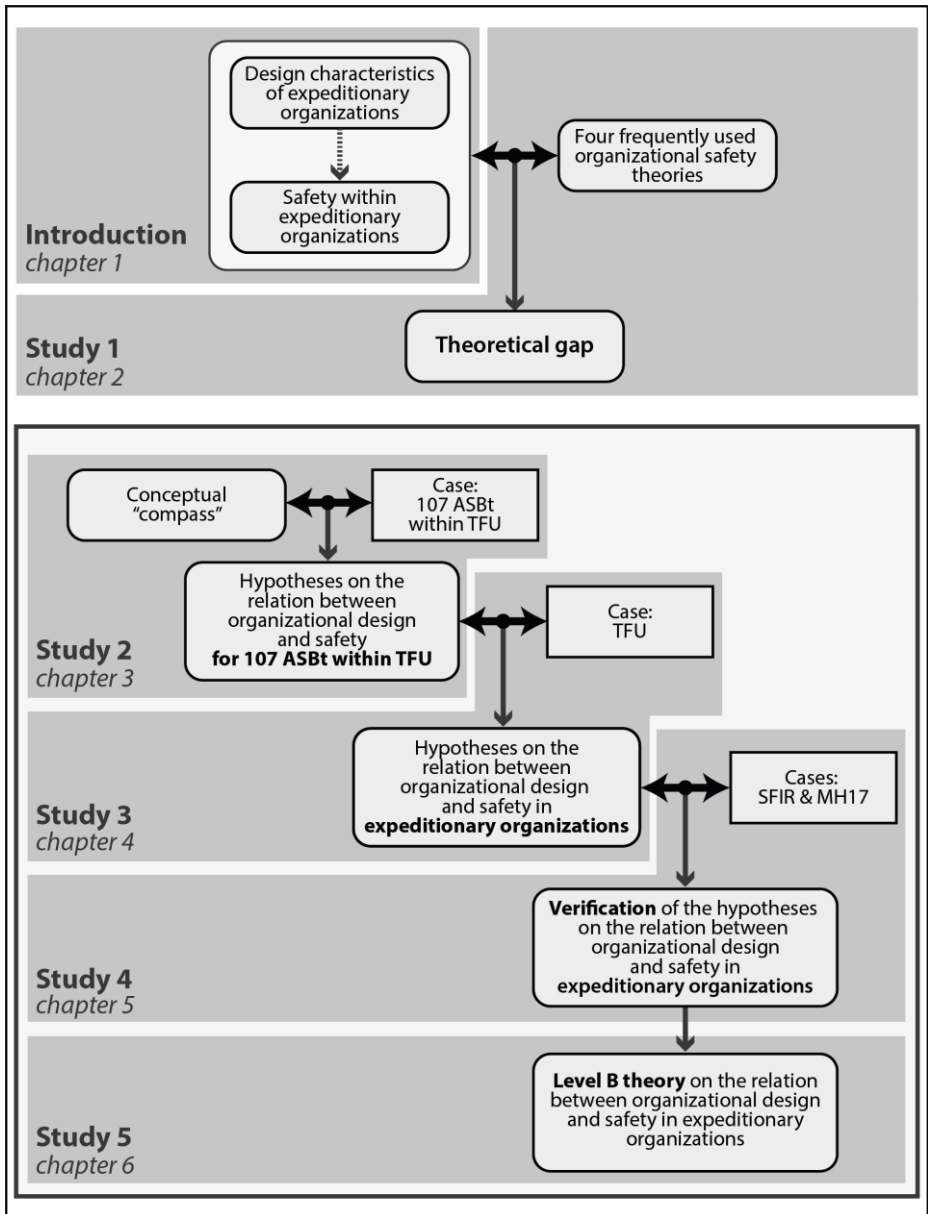 Design characteristics
of expeditionary
organizations
Four frequently used
organizational safety
theories
Safety within
expeditionary
organizations
Introduction
chapter 1
Theoretical gap
Study 1
chapter 2
Conceptual
“compass”
Case:
107 ASBt
within TFU
Hypotheses on the
relation between
organizational design
and safety
for 107 ASBt within TFU
Case:
TFU
Study 2
chapter 3
Hypotheses on the
relation between
organizational design
and safety in
expeditionary organizations
Cases:
SFIR & MH17
Study 3
chapter 4
Verification of the hypotheses
on the relation between
organizational design
and safety in
expeditionary organizations
Study 4
chapter 5
Level B theory on the relation
between organizational design
and safety in expeditionary
organizations
Study 5
chapter 6